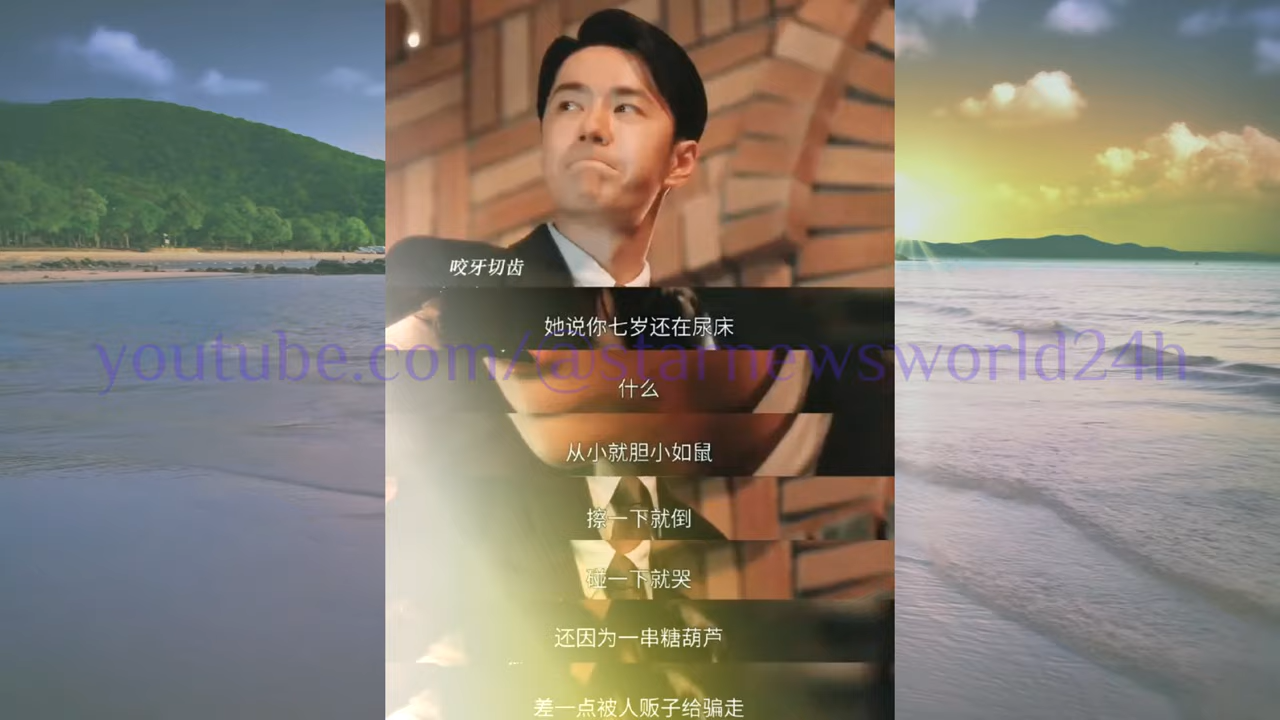 咬牙切齿
她说你七岁还在尿床
youtube.com/@starnewsworld24h
什么
从小就胆小如鼠
擦一下就倒
碰一下就哭
还因为一串糖葫芦
差一点被人贩子给骗走